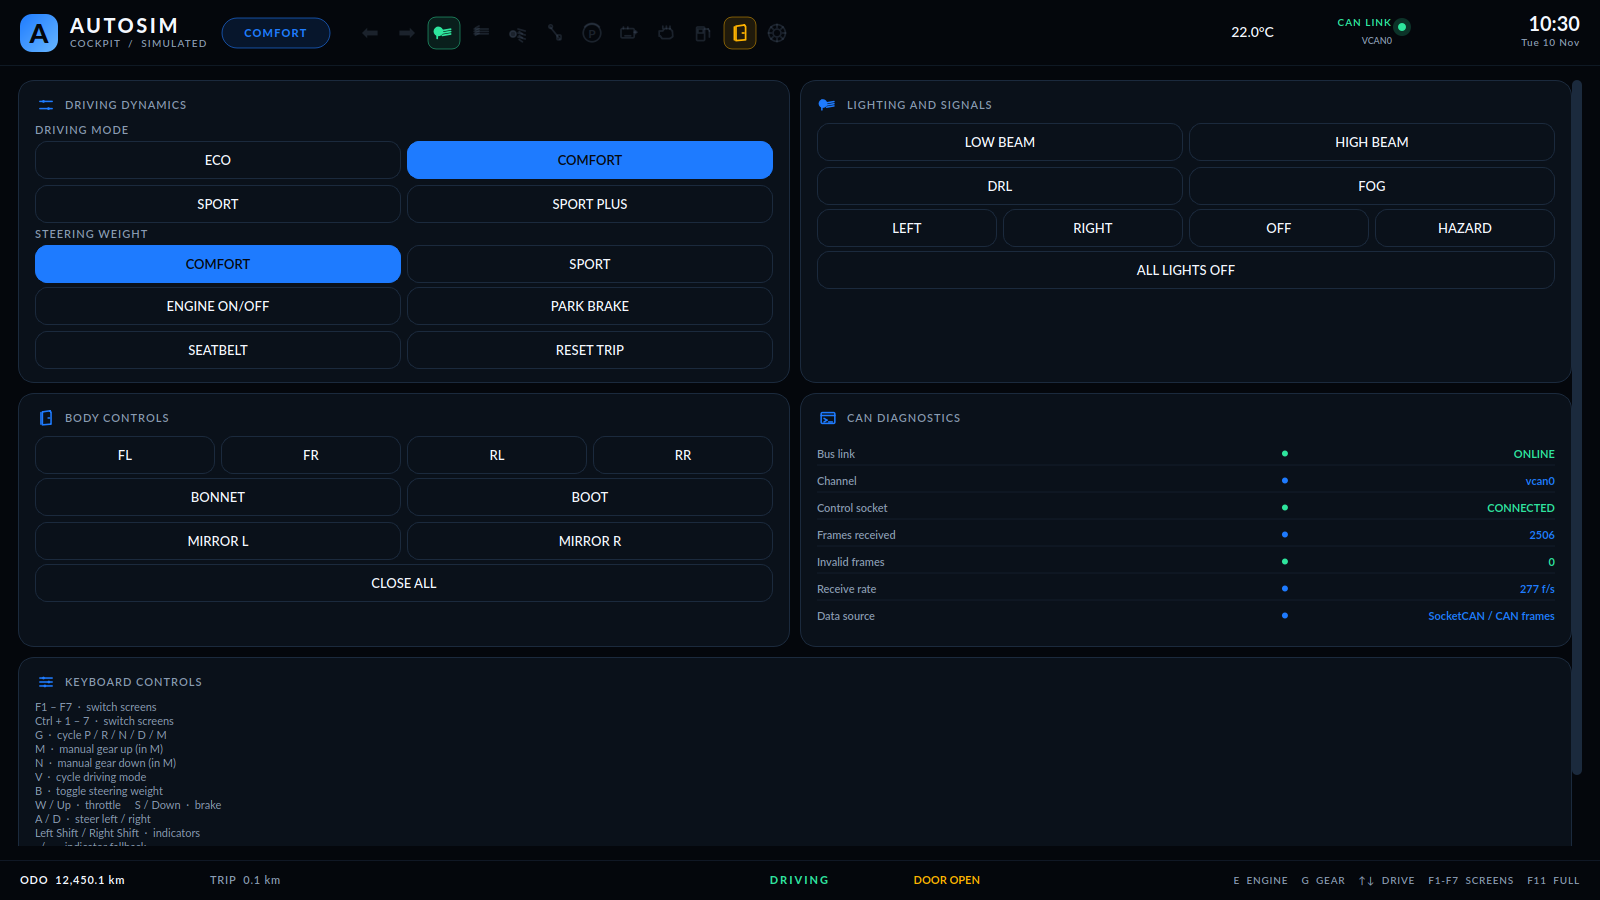 A
AUTOSIM
COCKPIT / SIMULATED
COMFORT
P
22.0°C
CAN LINK
VCAN0
10:30
Tue 10 Nov
DRIVING DYNAMICS
DRIVING MODE
ECO
COMFORT
SPORT
SPORT PLUS
STEERING WEIGHT
COMFORT
SPORT
ENGINE ON/OFF
PARK BRAKE
SEATBELT
RESET TRIP
LIGHTING AND SIGNALS
LOW BEAM
HIGH BEAM
DRL
FOG
LEFT
RIGHT
OFF
HAZARD
ALL LIGHTS OFF
BODY CONTROLS
FL
FR
RL
RR
BONNET
BOOT
MIRROR L
MIRROR R
CLOSE ALL
CAN DIAGNOSTICS
Bus link ONLINE
Channel vcan0
Control socket CONNECTED
Frames received 2506
Invalid frames 0
Receive rate 277 f/s
Data source SocketCAN / CAN frames
KEYBOARD CONTROLS
F1 – F7 · switch screens
Ctrl + 1 – 7 · switch screens
G · cycle P / R / N / D / M
M · manual gear up (in M)
N · manual gear down (in M)
V · cycle driving mode
B · toggle steering weight
W / Up · throttle S / Down · brake
A / D · steer left / right
Left Shift / Right Shift · indicators
indicator fallback
ODO 12,450.1 km
TRIP 0.1 km
DRIVING
DOOR OPEN
E ENGINE G GEAR ↑↓ DRIVE F1-F7 SCREENS F11 FULL